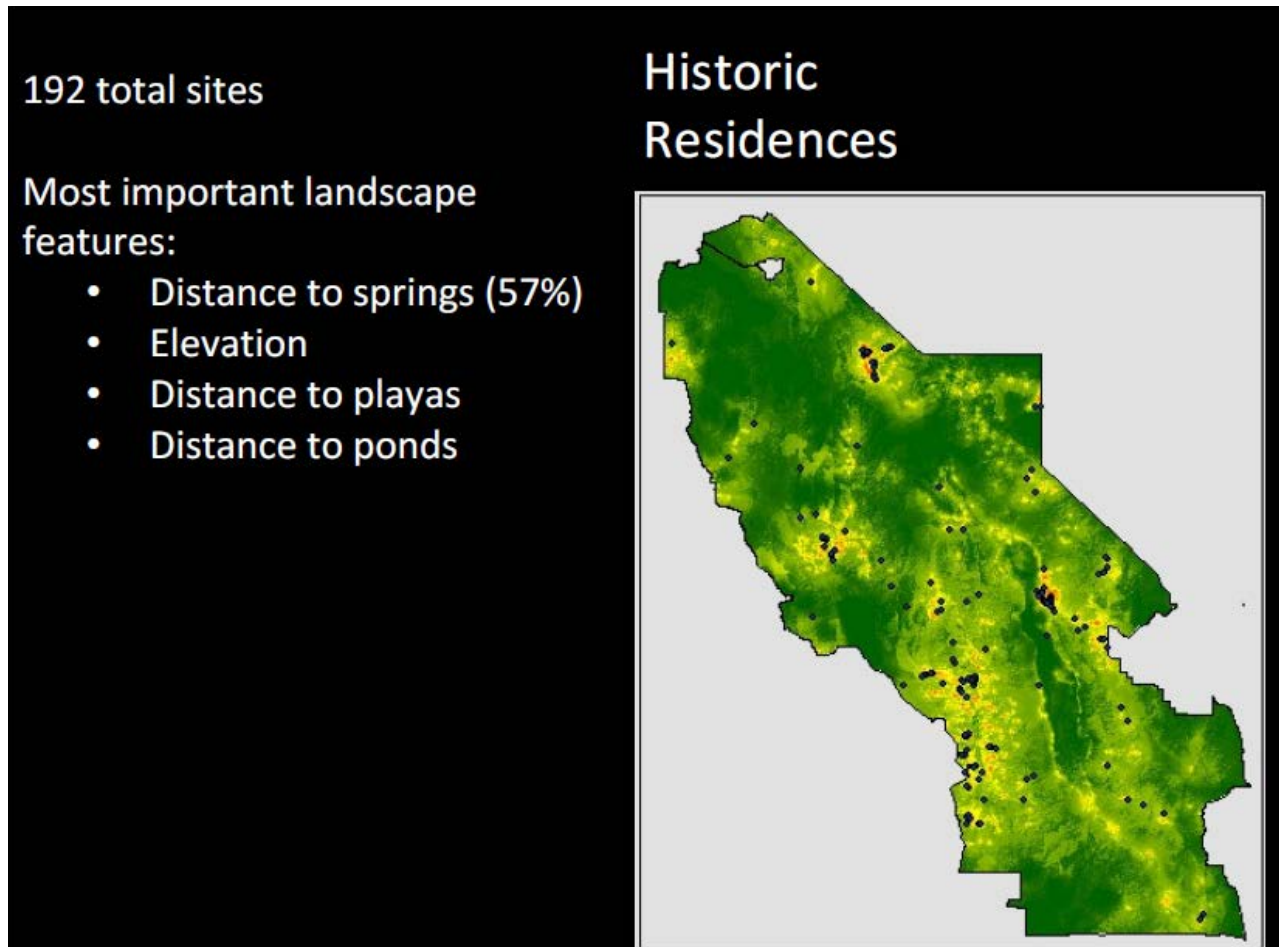 192 total sites
Most important landscape
features:
• Distance to springs (57%)
• Elevation
• Distance to playas
• Distance to ponds
Historic
Residences